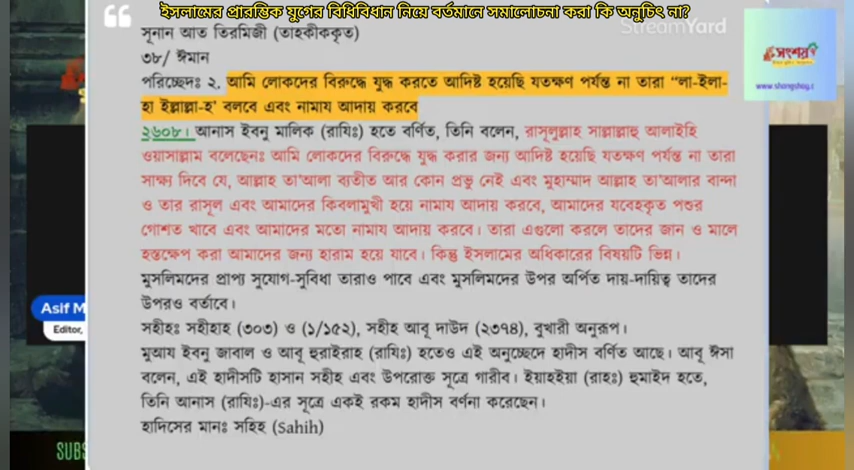 ইসলামের প্রারম্ভিক যুগের বিধিবিধান নিয়ে বর্তমানে সমালোচনা করা কি অনুচিৎ না?
StreamYard
সূনান আত তিরমিজী (তাহকীককৃত)
৩৮/ ঈমান
পরিচ্ছেদঃ ২. আমি লোকদের বিরুদ্ধে যুদ্ধ করতে আদিষ্ট হয়েছি যতক্ষণ পর্যন্ত না তারা “লা-ইলা-
হা ইল্লাল্লা-হ’ বলবে এবং নামায আদায় করবে
২৬০৮। আনাস ইবনু মালিক (রাযিঃ) হতে বর্ণিত, তিনি বলেন, রাসূলুল্লাহ সাল্লাল্লাহু আলাইহি
ওয়াসাল্লাম বলেছেনঃ আমি লোকদের বিরুদ্ধে যুদ্ধ করার জন্য আদিষ্ট হয়েছি যতক্ষণ পর্যন্ত না তারা
সাক্ষ্য দিবে যে, আল্লাহ তা'আলা ব্যতীত আর কোন প্রভু নেই এবং মুহাম্মাদ আল্লাহ তা'আলার বান্দা
ও তার রাসূল এবং আমাদের কিবলামুখী হয়ে নামায আদায় করবে, আমাদের যবেহকৃত পশুর
গোশত খাবে এবং আমাদের মতো নামায আদায় করবে। তারা এগুলো করলে তাদের জান ও মালে
হস্তক্ষেপ করা আমাদের জন্য হারাম হয়ে যাবে। কিন্তু ইসলামের অধিকারের বিষয়টি ভিন্ন।
মুসলিমদের প্রাপ্য সুযোগ-সুবিধা তারাও পাবে এবং মুসলিমদের উপর অর্পিত দায়-দায়িত্ব তাদের
উপরও বর্তাবে।
সহীহঃ সহীহাহ (৩০৩) ও (১/১৫২), সহীহ আবূ দাউদ (২৩৭৪), বুখারী অনুরূপ।
মুআয ইবনু জাবাল ও আবূ হুরাইরাহ (রাযিঃ) হতেও এই অনুচ্ছেদে হাদীস বর্ণিত আছে। আবূ ঈসা
বলেন, এই হাদীসটি হাসান সহীহ এবং উপরোক্ত সূত্রে গারীব। ইয়াহইয়া (রাহঃ) হুমাইদ হতে,
তিনি আনাস (রাযিঃ)-এর সূত্রে একই রকম হাদীস বর্ণনা করেছেন।
হাদিসের মানঃ সহিহ (Sahih)
সংশয়
Asif M
Editor,
SUBS